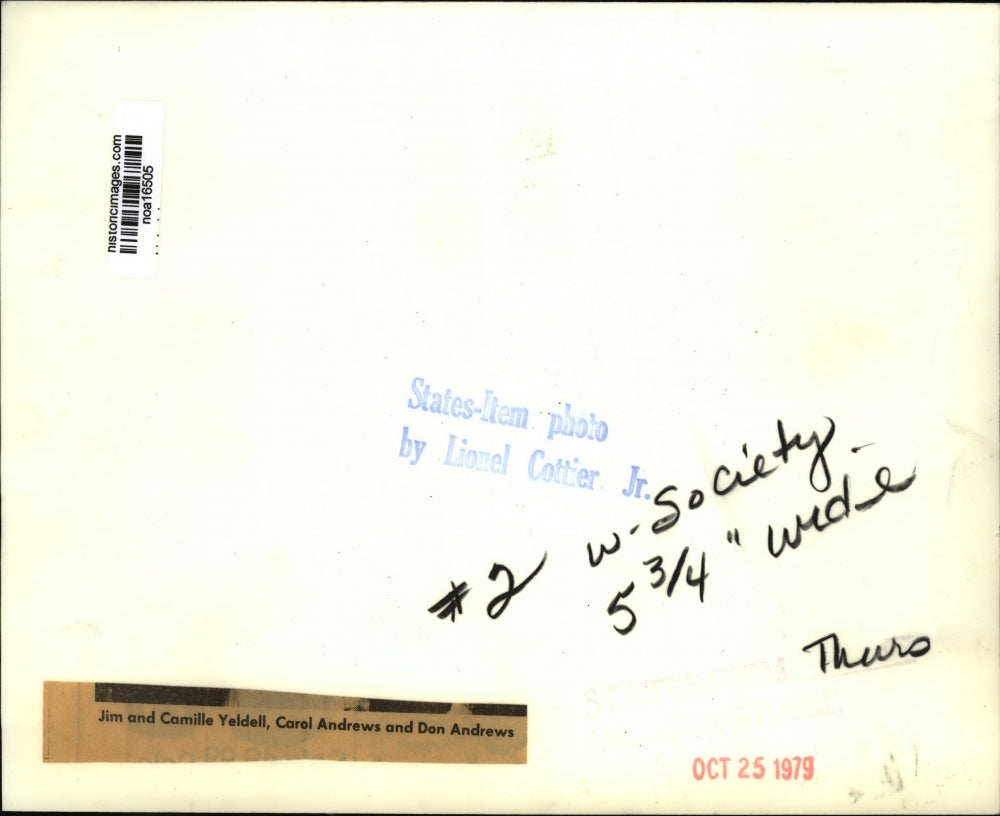 historicimages.com
noa16505
States-Item photo
by Lionel Cottier Jr.
#2 w-Society
5 3/4" wide
Thurs
Jim and Camille Yeldell, Carol Andrews and Don Andrews
OCT 25 1979